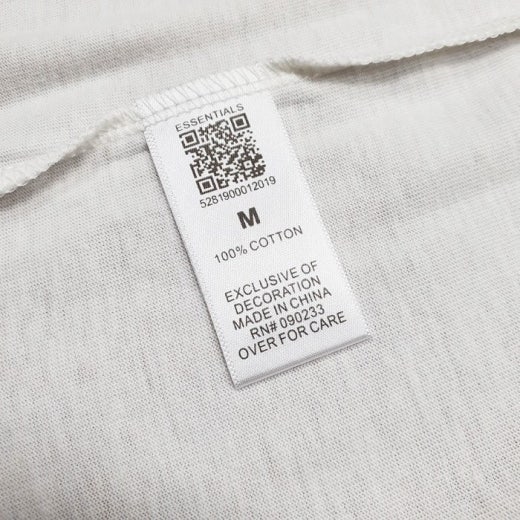 ESSENTIALS
5281900012019
M
100% COTTON
EXCLUSIVE OF
DECORATION
MADE IN CHINA
RN# 090233
OVER FOR CARE